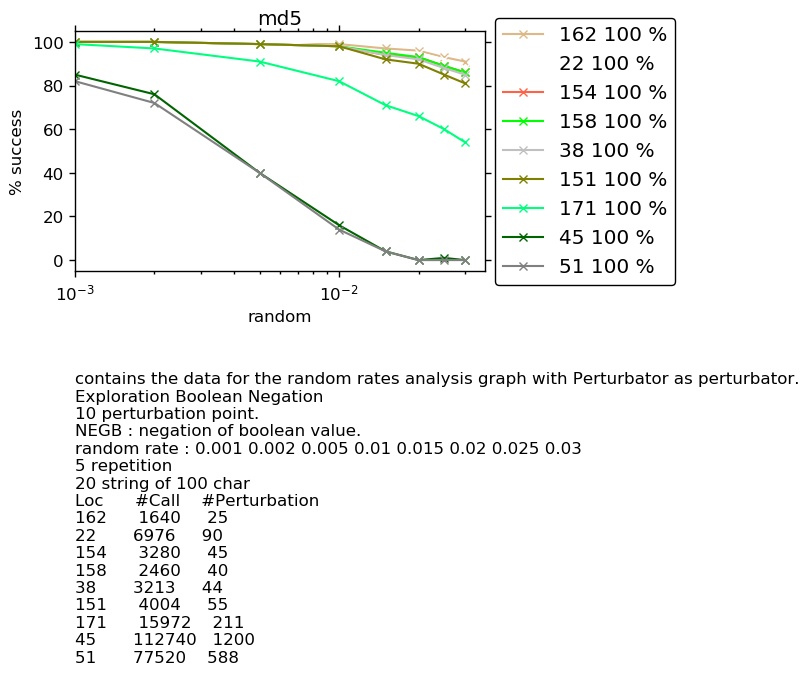 md5
100
80
60
40
20
0
% success
10⁻³
10⁻²
random
162 100 %
22 100 %
154 100 %
158 100 %
38 100 %
151 100 %
171 100 %
45 100 %
51 100 %
contains the data for the random rates analysis graph with Perturbator as perturbator.
Exploration Boolean Negation
10 perturbation point.
NEGB : negation of boolean value.
random rate : 0.001 0.002 0.005 0.01 0.015 0.02 0.025 0.03
5 repetition
20 string of 100 char
Loc #Call #Perturbation
162 1640 25
22 6976 90
154 3280 45
158 2460 40
38 3213 44
151 4004 55
171 15972 211
45 112740 1200
51 77520 588